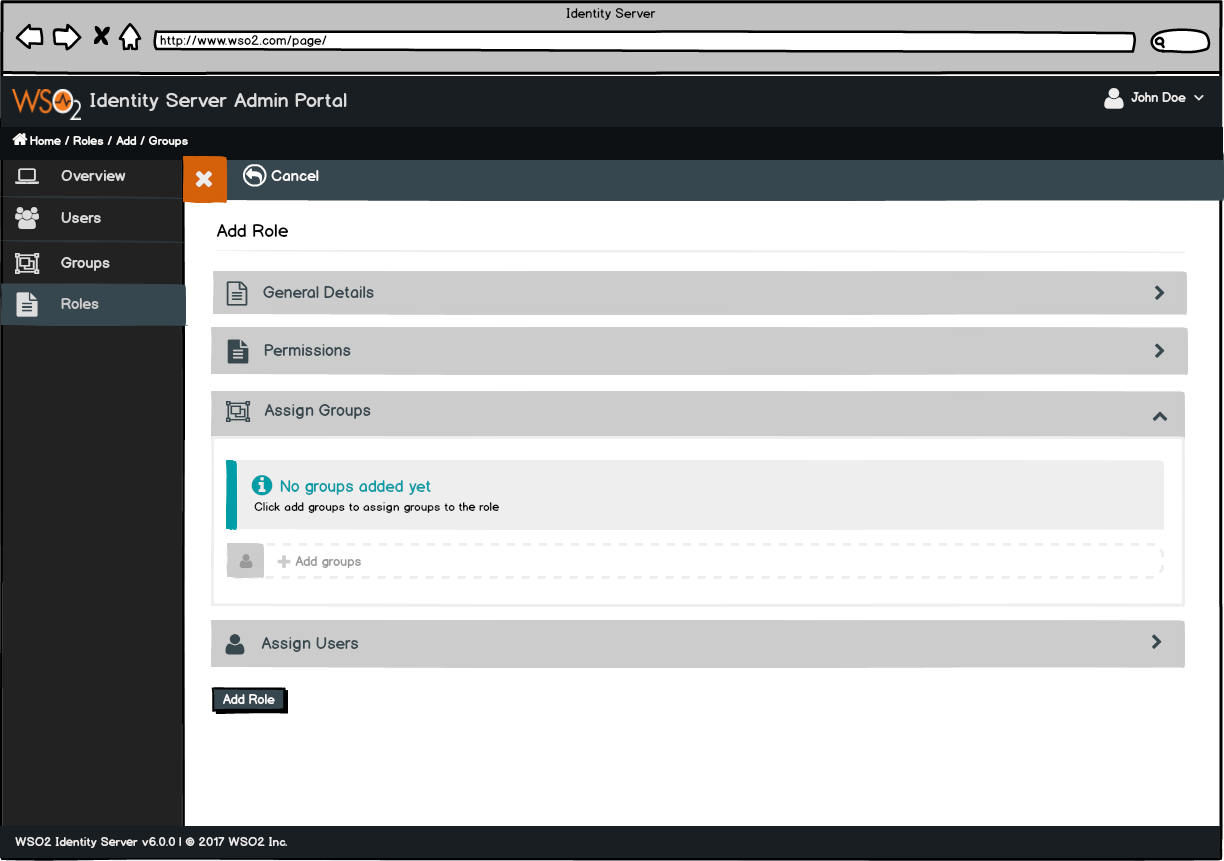 Identity Server
http://www.wso2.com/page/
WSO2 Identity Server Admin Portal
John Doe
Home / Roles / Add / Groups
Overview
Cancel
Users
Groups
Roles
Add Role
General Details
Permissions
Assign Groups
No groups added yet
Click add groups to assign groups to the role
Add groups
Assign Users
Add Role
WSO2 Identity Server v6.0.0 | © 2017 WSO2 Inc.